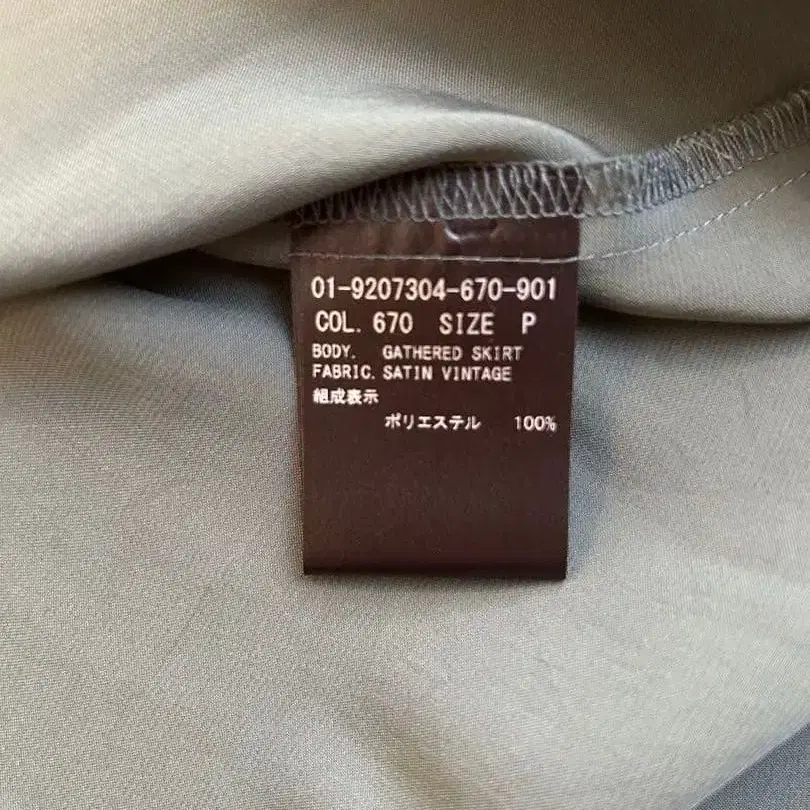 01-9207304-670-901
COL. 670 SIZE P
BODY. GATHERED SKIRT
FABRIC. SATIN VINTAGE
組成表示
ポリエステル 100%